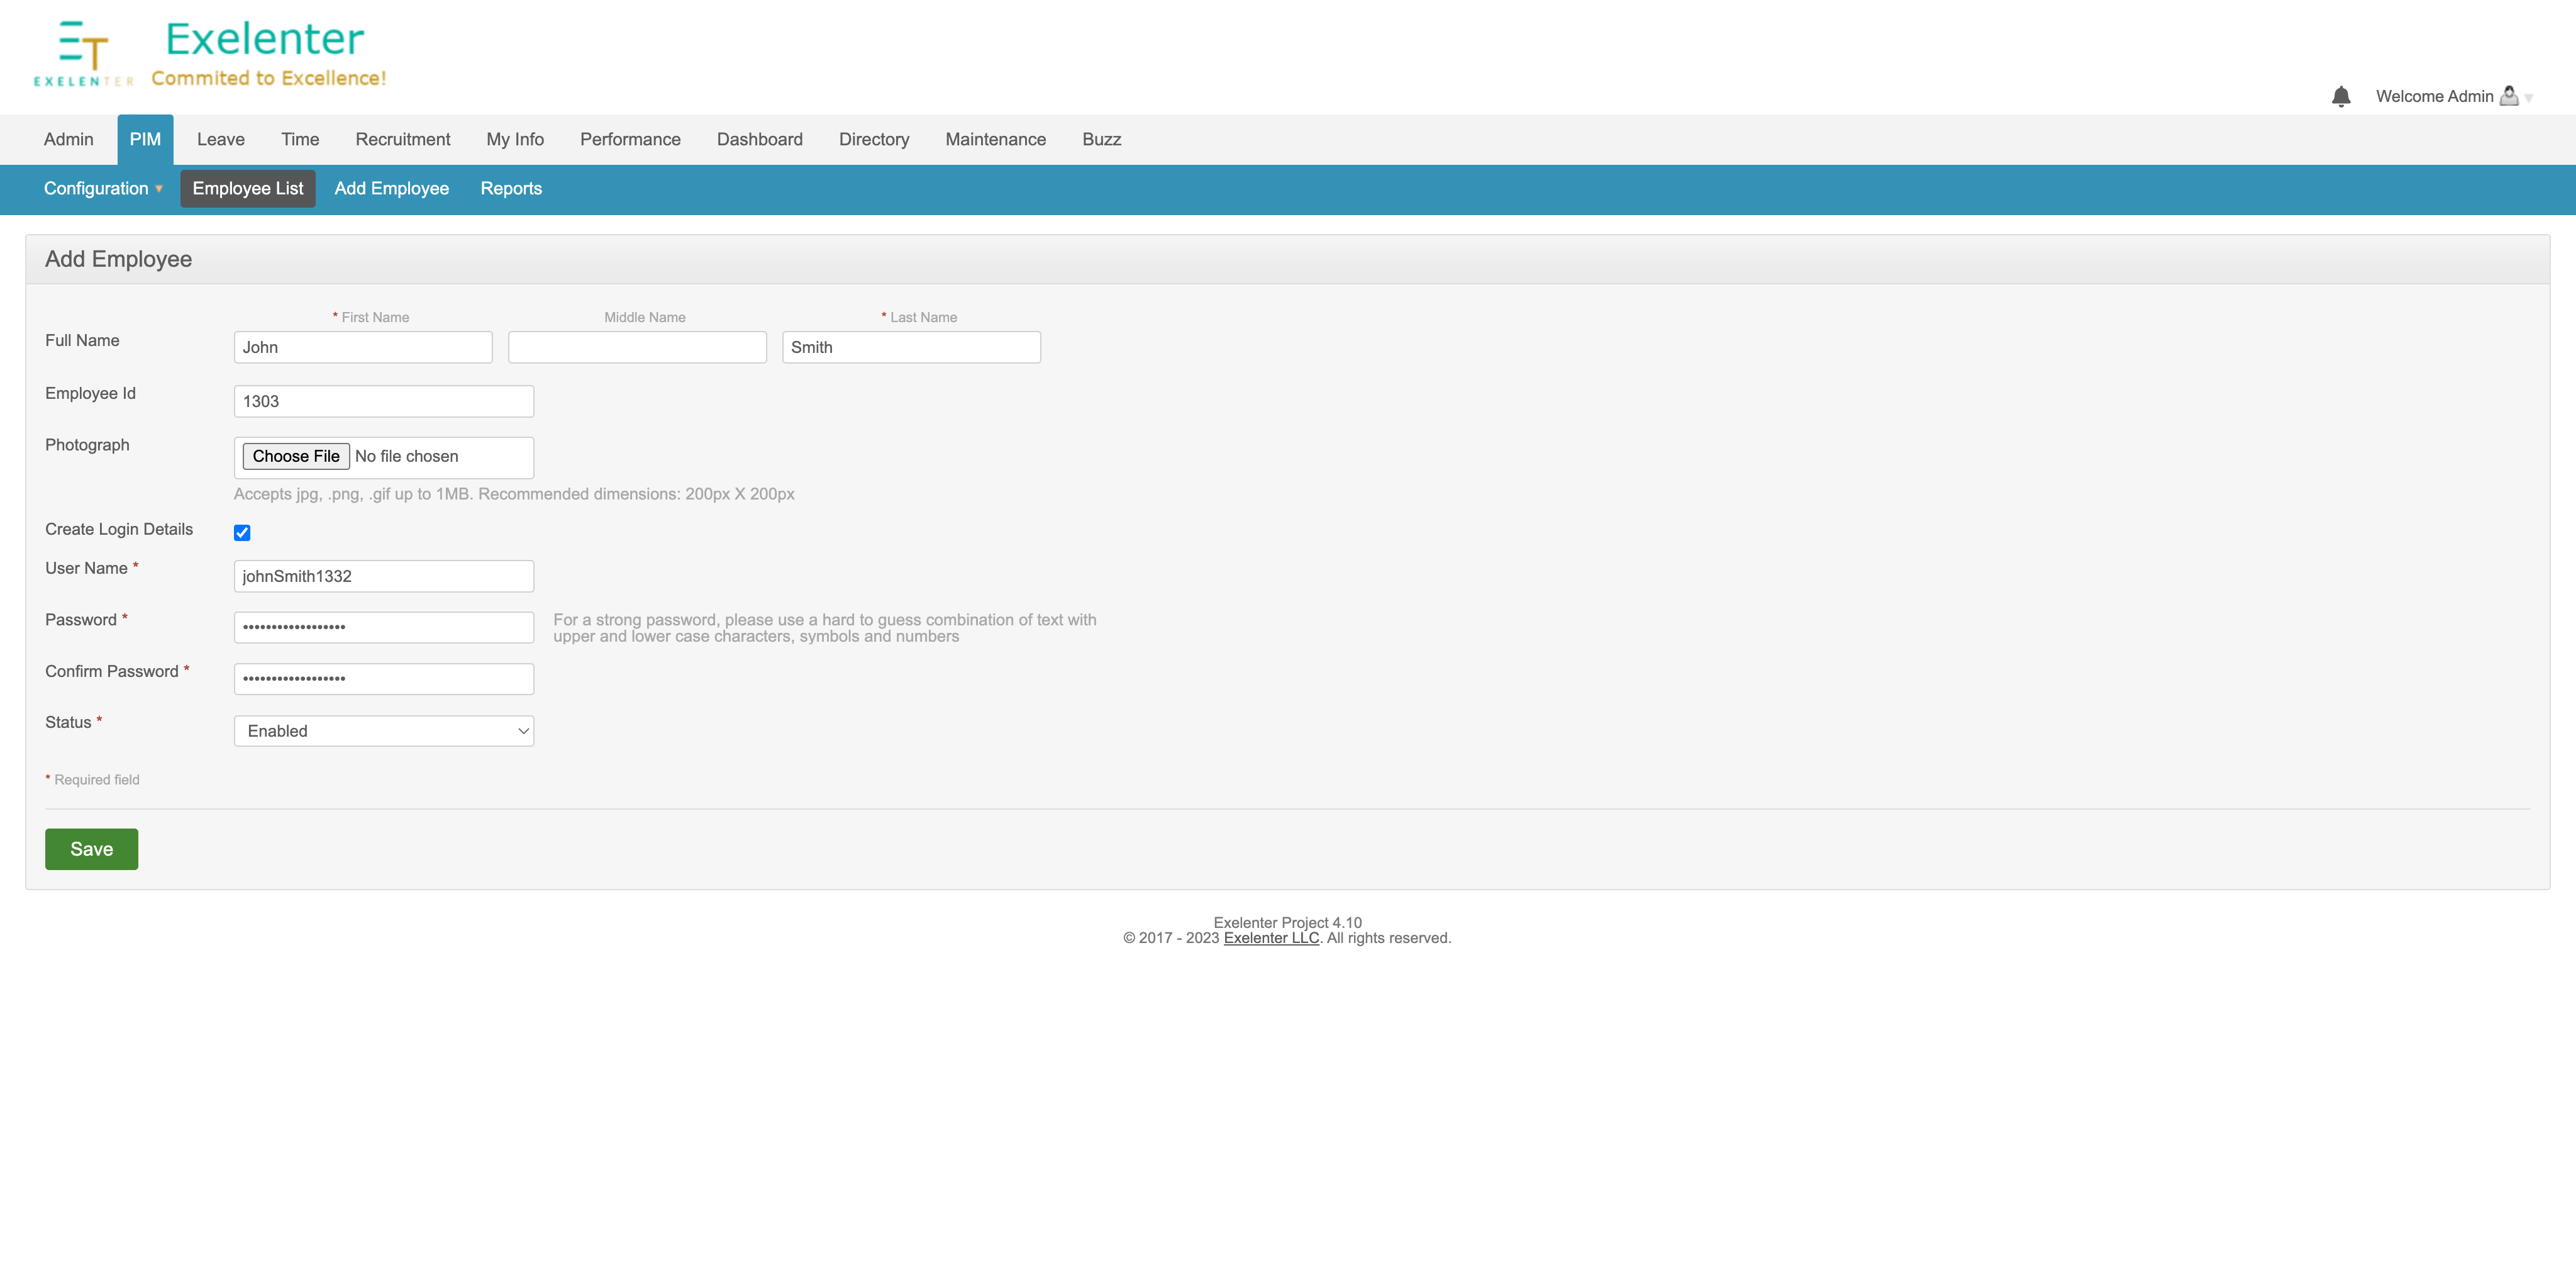 EXELENTER
Exelenter
Commited to Excellence!
Welcome Admin
Admin PIM Leave Time Recruitment My Info Performance Dashboard Directory Maintenance Buzz
Configuration Employee List Add Employee Reports
Add Employee
* First Name Middle Name * Last Name
Full Name John Smith
Employee Id 1303
Photograph Choose File No file chosen
Accepts jpg, .png, .gif up to 1MB. Recommended dimensions: 200px X 200px
Create Login Details
User Name * johnSmith1332
Password * •••••••••••••••••• For a strong password, please use a hard to guess combination of text with
upper and lower case characters, symbols and numbers
Confirm Password * ••••••••••••••••••
Status * Enabled
* Required field
Save
Exelenter Project 4.10
© 2017 - 2023 Exelenter LLC. All rights reserved.